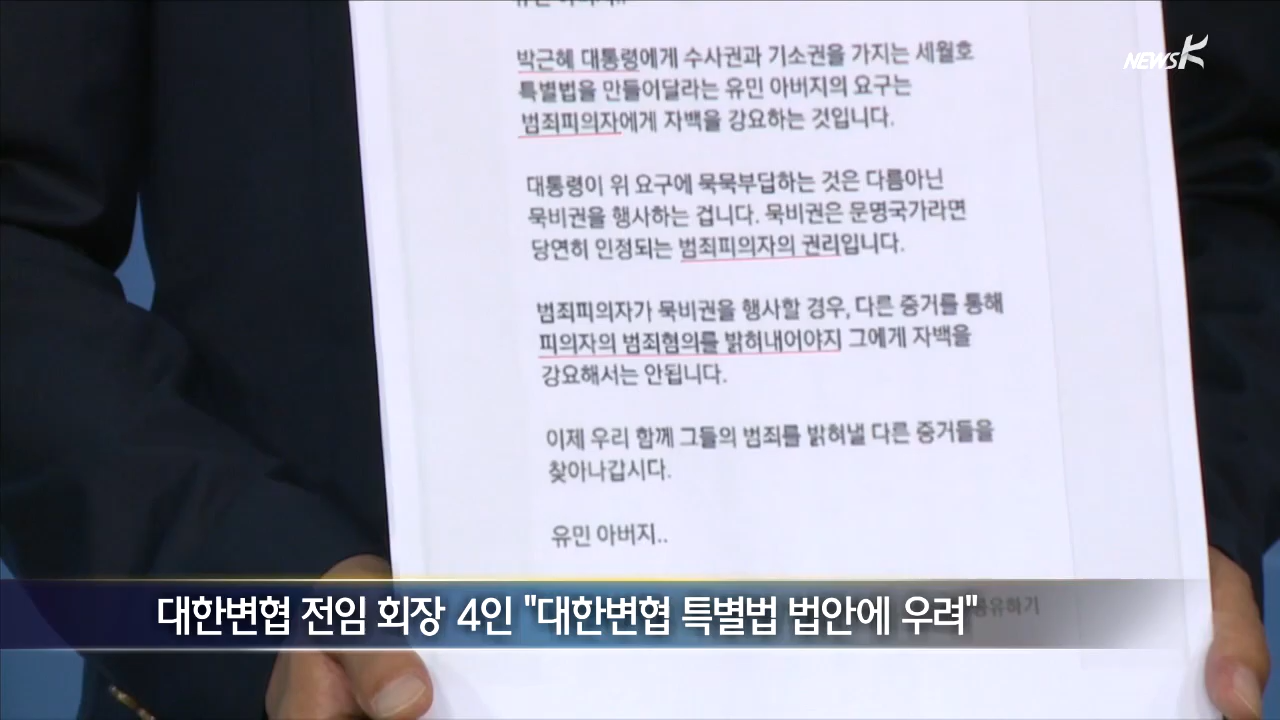 유민 아버지..
NEWS K
박근혜 대통령에게 수사권과 기소권을 가지는 세월호
특별법을 만들어달라는 유민 아버지의 요구는
범죄피의자에게 자백을 강요하는 것입니다.
대통령이 위 요구에 묵묵부답하는 것은 다름아닌
묵비권을 행사하는 겁니다. 묵비권은 문명국가라면
당연히 인정되는 범죄피의자의 권리입니다.
범죄피의자가 묵비권을 행사할 경우, 다른 증거를 통해
피의자의 범죄혐의를 밝혀내어야지 그에게 자백을
강요해서는 안됩니다.
이제 우리 함께 그들의 범죄를 밝혀낼 다른 증거들을
찾아나갑시다.
유민 아버지..
공유하기
대한변협 전임 회장 4인 "대한변협 특별법 법안에 우려"